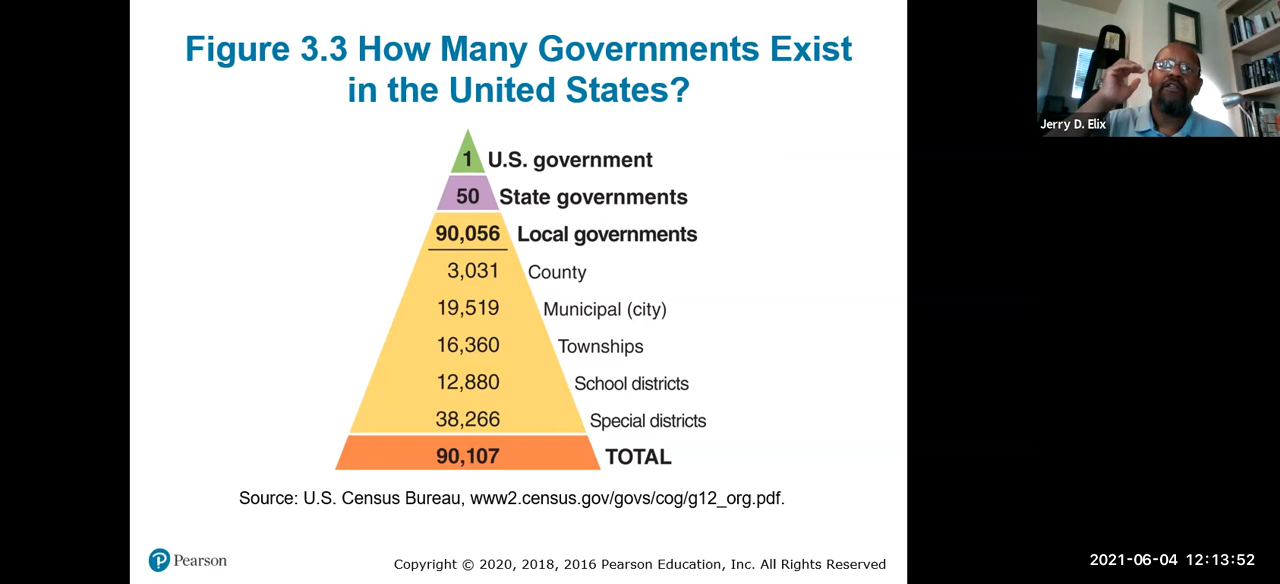 Figure 3.3 How Many Governments Exist
in the United States?
1 U.S. government
50 State governments
90,056 Local governments
3,031 County
19,519 Municipal (city)
16,360 Townships
12,880 School districts
38,266 Special districts
90,107 TOTAL
Source: U.S. Census Bureau, www2.census.gov/govs/cog/g12_org.pdf.
P Pearson
Copyright © 2020, 2018, 2016 Pearson Education, Inc. All Rights Reserved
Jerry D. Elix
2021-06-04 12:13:52